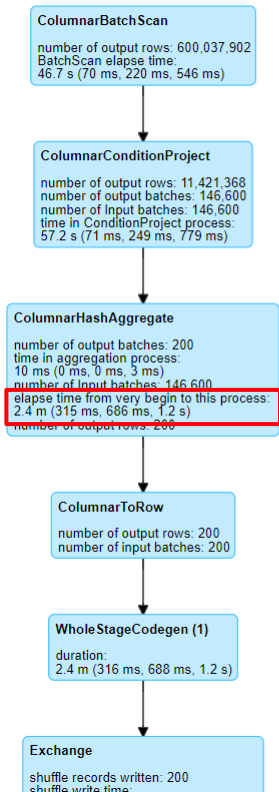 ColumnarBatchScan
number of output rows: 600,037,902
BatchScan elapse time:
46.7 s (70 ms, 220 ms, 546 ms)
ColumnarConditionProject
number of output rows: 11,421,368
number of output batches: 146,600
number of Input batches: 146,600
time in ConditionProject process:
57.2 s (71 ms, 249 ms, 779 ms)
ColumnarHashAggregate
number of output batches: 200
time in aggregation process:
10 ms (0 ms, 0 ms, 3 ms)
number of Input batches: 146,600
elapse time from very begin to this process:
2.4 m (315 ms, 686 ms, 1.2 s)
number of output rows: 200
ColumnarToRow
number of output rows: 200
number of input batches: 200
WholeStageCodegen (1)
duration:
2.4 m (316 ms, 688 ms, 1.2 s)
Exchange
shuffle records written: 200
shuffle write time: